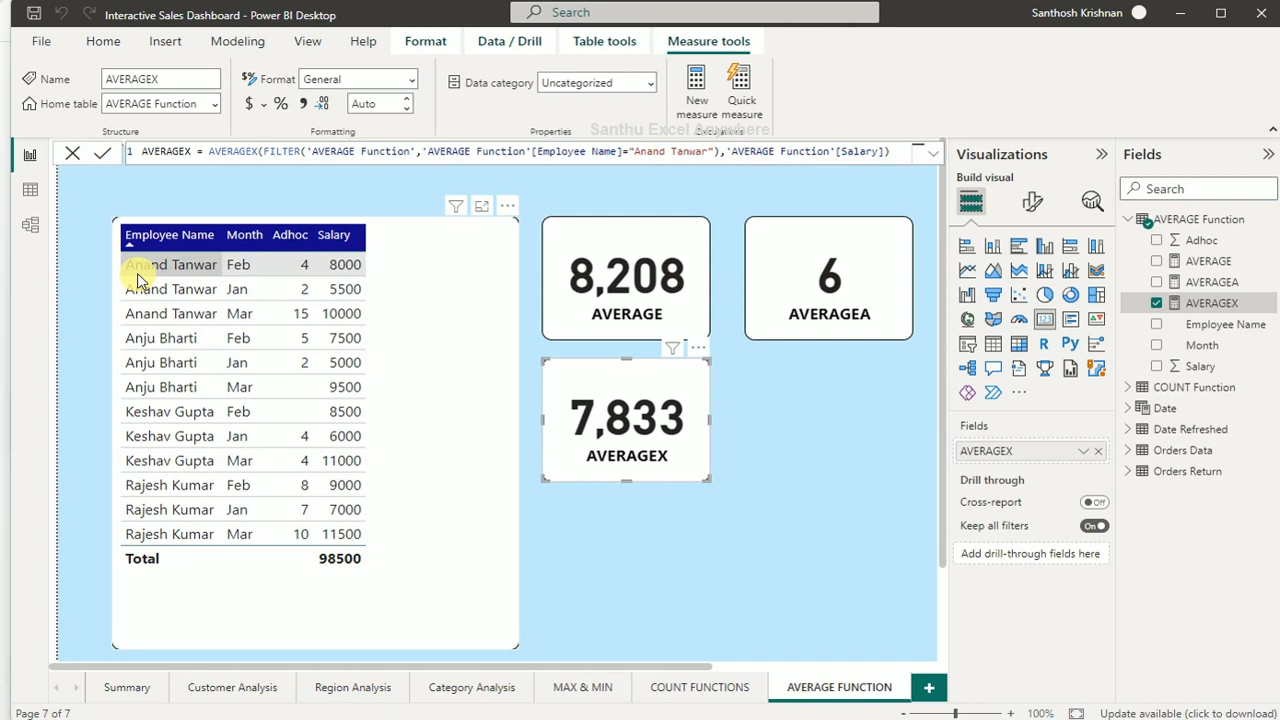 Interactive Sales Dashboard - Power BI Desktop
Search
Santhosh Krishnan
File Home Insert Modeling View Help Format Data / Drill Table tools Measure tools
Name AVERAGEX
Home table AVERAGE Function
Structure
$% Format General
$ % 9 Auto
Formatting
Data category Uncategorized
Properties
New measure
Quick measure
Calculations
Santhu Excel Anywhere
1 AVERAGEX = AVERAGEX(FILTER('AVERAGE Function','AVERAGE Function'[Employee Name]="Anand Tanwar"),'AVERAGE Function'[Salary])
Employee Name Month Adhoc Salary
Anand Tanwar Feb 4 8000
Anand Tanwar Jan 2 5500
Anand Tanwar Mar 15 10000
Anju Bharti Feb 5 7500
Anju Bharti Jan 2 5000
Anju Bharti Mar 9500
Keshav Gupta Feb 8500
Keshav Gupta Jan 4 6000
Keshav Gupta Mar 4 11000
Rajesh Kumar Feb 8 9000
Rajesh Kumar Jan 7 7000
Rajesh Kumar Mar 10 11500
Total 98500
8,208
AVERAGE
6
AVERAGEA
7,833
AVERAGEX
Visualizations
Build visual
R Py
Fields
AVERAGEX
Drill through
Cross-report Off
Keep all filters On
Add drill-through fields here
Fields
Search
AVERAGE Function
Adhoc
AVERAGE
AVERAGEA
AVERAGEX
Employee Name
Month
Salary
COUNT Function
Date
Date Refreshed
Orders Data
Orders Return
Summary Customer Analysis Region Analysis Category Analysis MAX & MIN COUNT FUNCTIONS AVERAGE FUNCTION +
Page 7 of 7
- + 100%
Update available (click to download)